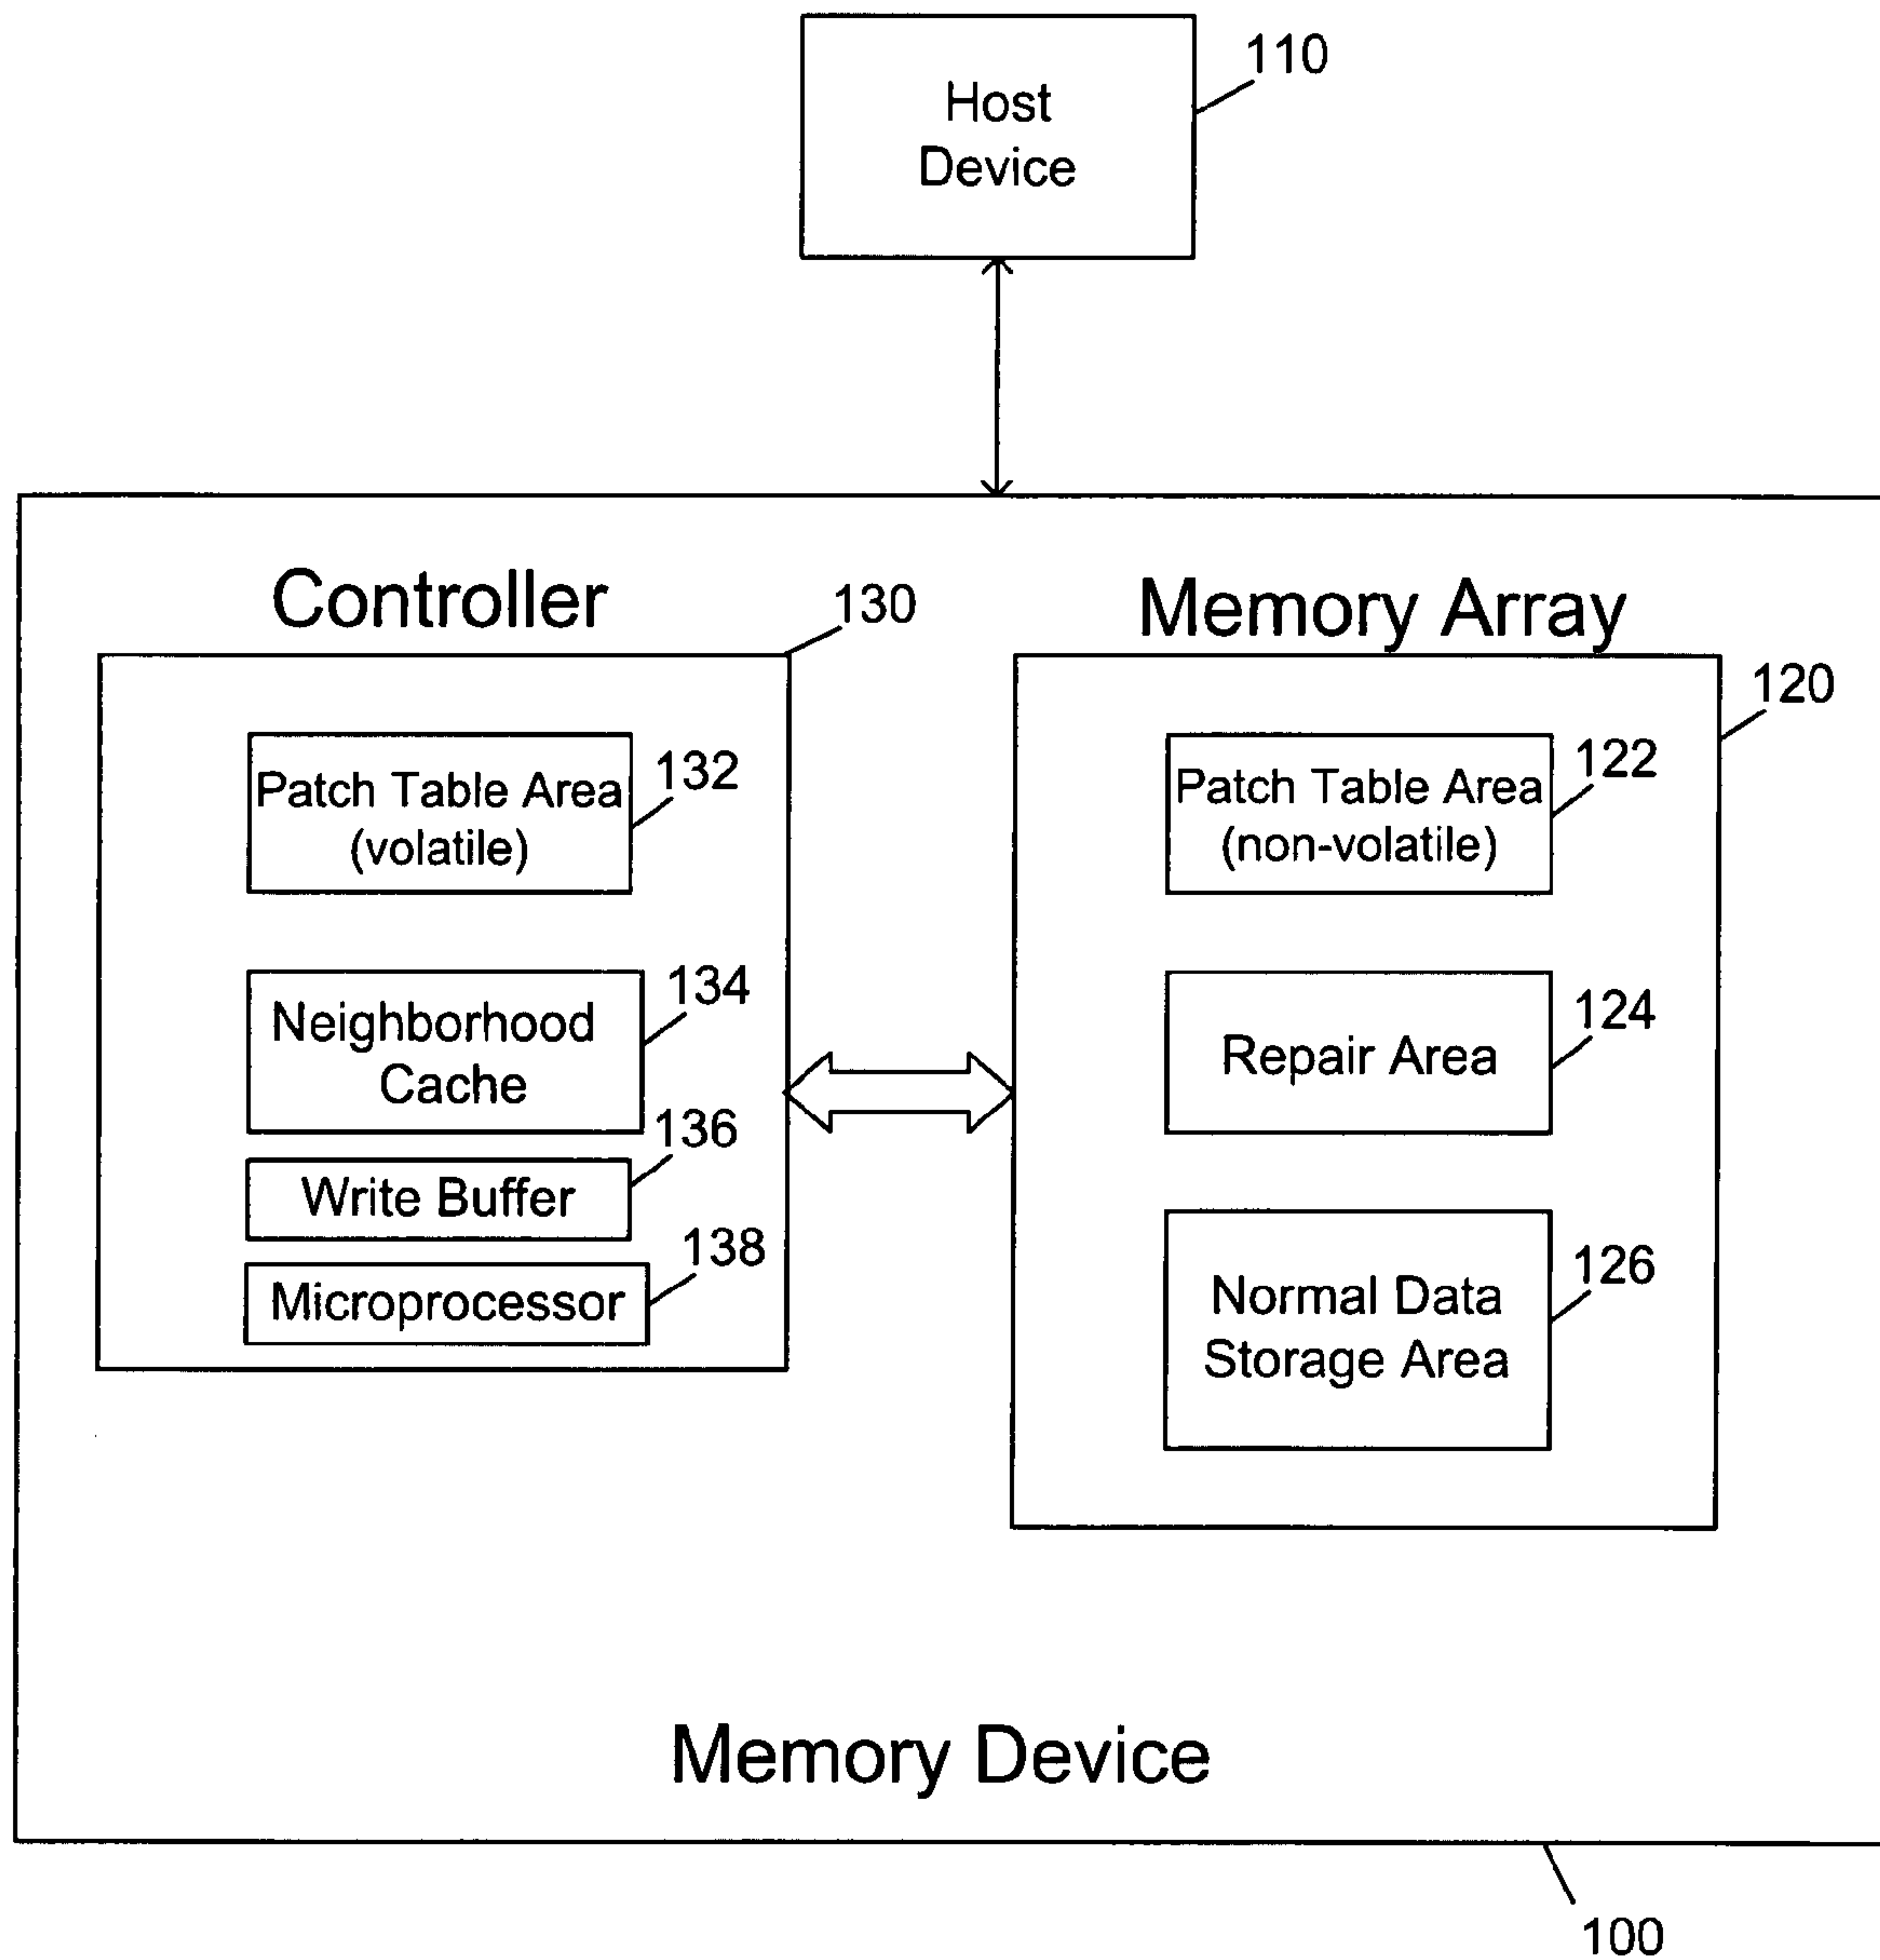 110
Host
Device
Controller
130
Memory Array
120
Patch Table Area
(volatile)
132
Patch Table Area
(non-volatile)
122
Neighborhood
Cache
134
Repair Area
124
Write Buffer
136
Microprocessor
138
Normal Data
Storage Area
126
Memory Device
100